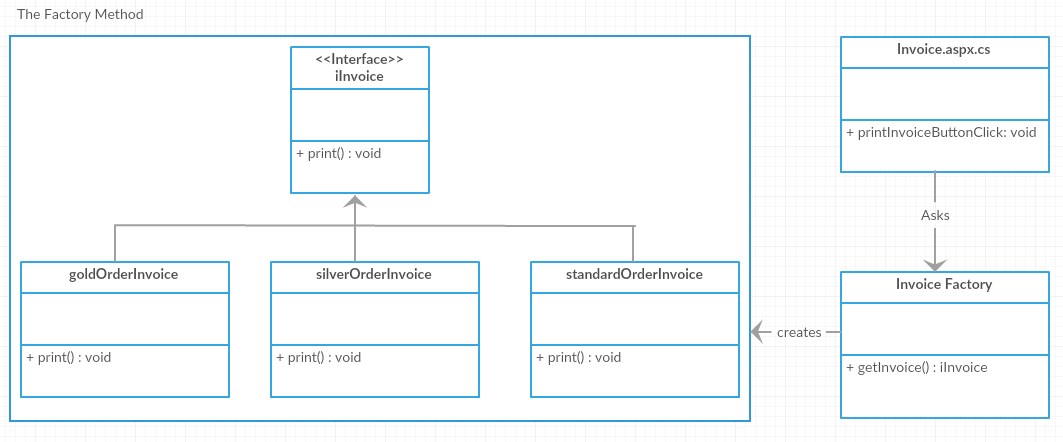 The Factory Method
<<Interface>>
iInvoice
+ print() : void
goldOrderInvoice
+ print() : void
silverOrderInvoice
+ print() : void
standardOrderInvoice
+ print() : void
Invoice.aspx.cs
+ printInvoiceButtonClick: void
Asks
Invoice Factory
+ getInvoice() : iInvoice
creates